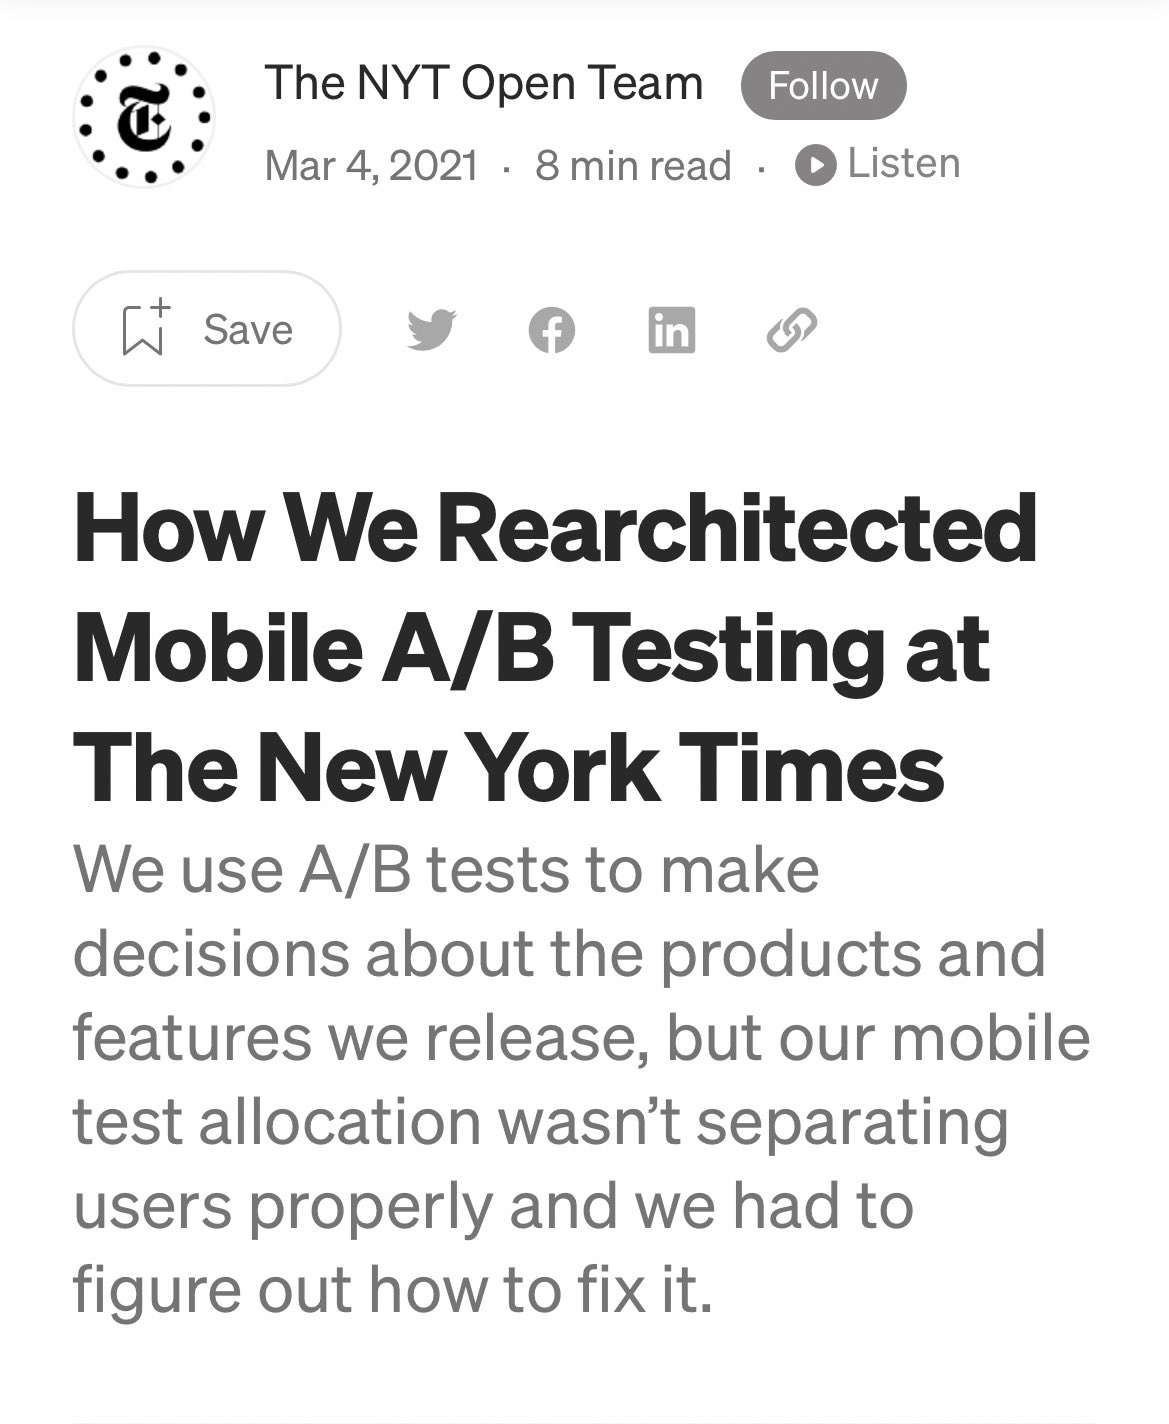 The NYT Open Team Follow
Mar 4, 2021 · 8 min read · Listen
Save
How We Rearchitected
Mobile A/B Testing at
The New York Times
We use A/B tests to make
decisions about the products and
features we release, but our mobile
test allocation wasn’t separating
users properly and we had to
figure out how to fix it.